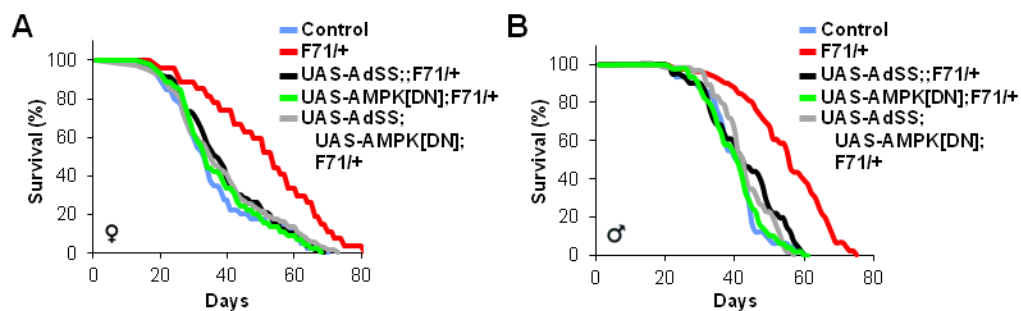 A
Control
F71/+
UAS-AdSS;;F71/+
UAS-AMPK[DN];F71/+
UAS-AdSS;
UAS-AMPK[DN];
F71/+
Survival (%)
100
80
60
40
20
0
♀
0 20 40 60 80
Days
B
Control
F71/+
UAS-AdSS;;F71/+
UAS-AMPK[DN];F71/+
UAS-AdSS;
UAS-AMPK[DN];
F71/+
Survival (%)
100
80
60
40
20
0
♂
0 20 40 60 80
Days